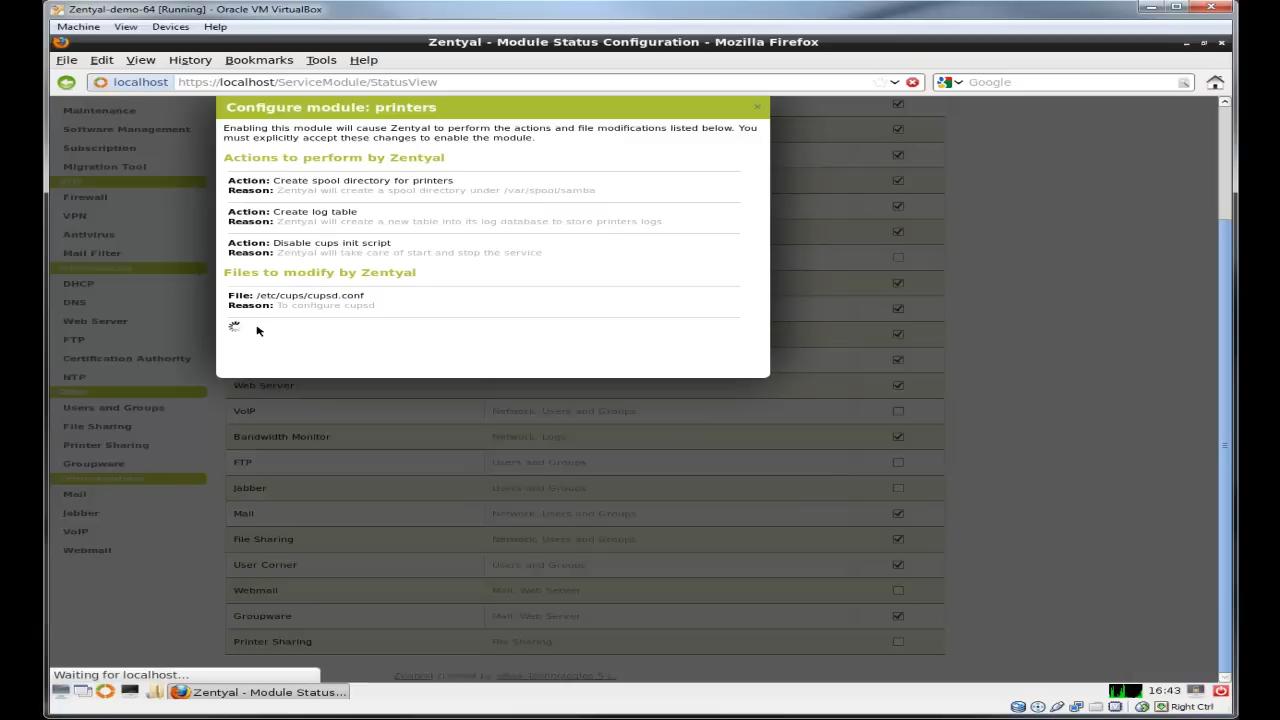 Zentyal-demo-64 [Running] - Oracle VM VirtualBox
Machine View Devices Help
Zentyal - Module Status Configuration - Mozilla Firefox
File Edit View History Bookmarks Tools Help
localhost https://localhost/ServiceModule/StatusView Google
Configure module: printers
Enabling this module will cause Zentyal to perform the actions and file modifications listed below. You
must explicitly accept these changes to enable the module.
Actions to perform by Zentyal
Action: Create spool directory for printers
Reason: Zentyal will create a spool directory under /var/spool/samba
Action: Create log table
Reason: Zentyal will create a new table into its log database to store printers logs
Action: Disable cups init script
Reason: Zentyal will take care of start and stop the service
Files to modify by Zentyal
File: /etc/cups/cupsd.conf
Reason: To configure cupsd
Maintenance
Software Management
Subscription
Migration Tool
Firewall
VPN
Antivirus
Mail Filter
DHCP
DNS
Web Server
FTP
Certification Authority
NTP
Users and Groups
File Sharing
Printer Sharing
Groupware
Mail
Jabber
VoIP
Webmail
Web Server
VoIP Network, Users and Groups
Bandwidth Monitor Network, Logs
FTP Users and Groups
Jabber Users and Groups
Mail Network, Users and Groups
File Sharing Network, Users and Groups
User Corner Users and Groups
Webmail Mail, Web Server
Groupware Mail, Web Server
Printer Sharing File Sharing
Waiting for localhost...
Zentyal - Module Status... 16:43
Right Ctrl